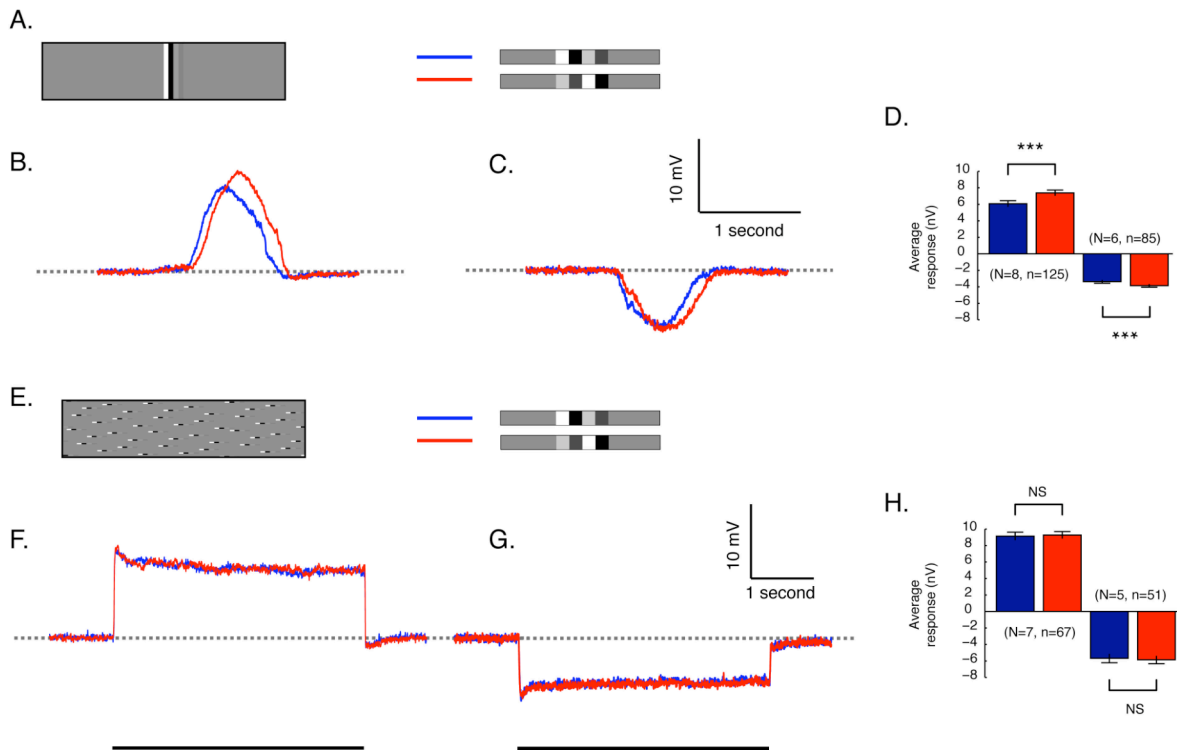 A.
B.
C.
10 mV
1 second
D.
***
10
8
6
4
2
0
−2
−4
−6
−8
Average
response (nV)
(N=6, n=85)
(N=8, n=125)
***
E.
F.
G.
10 mV
1 second
H.
NS
10
8
6
4
2
0
−2
−4
−6
−8
Average
response (nV)
(N=5, n=51)
(N=7, n=67)
NS